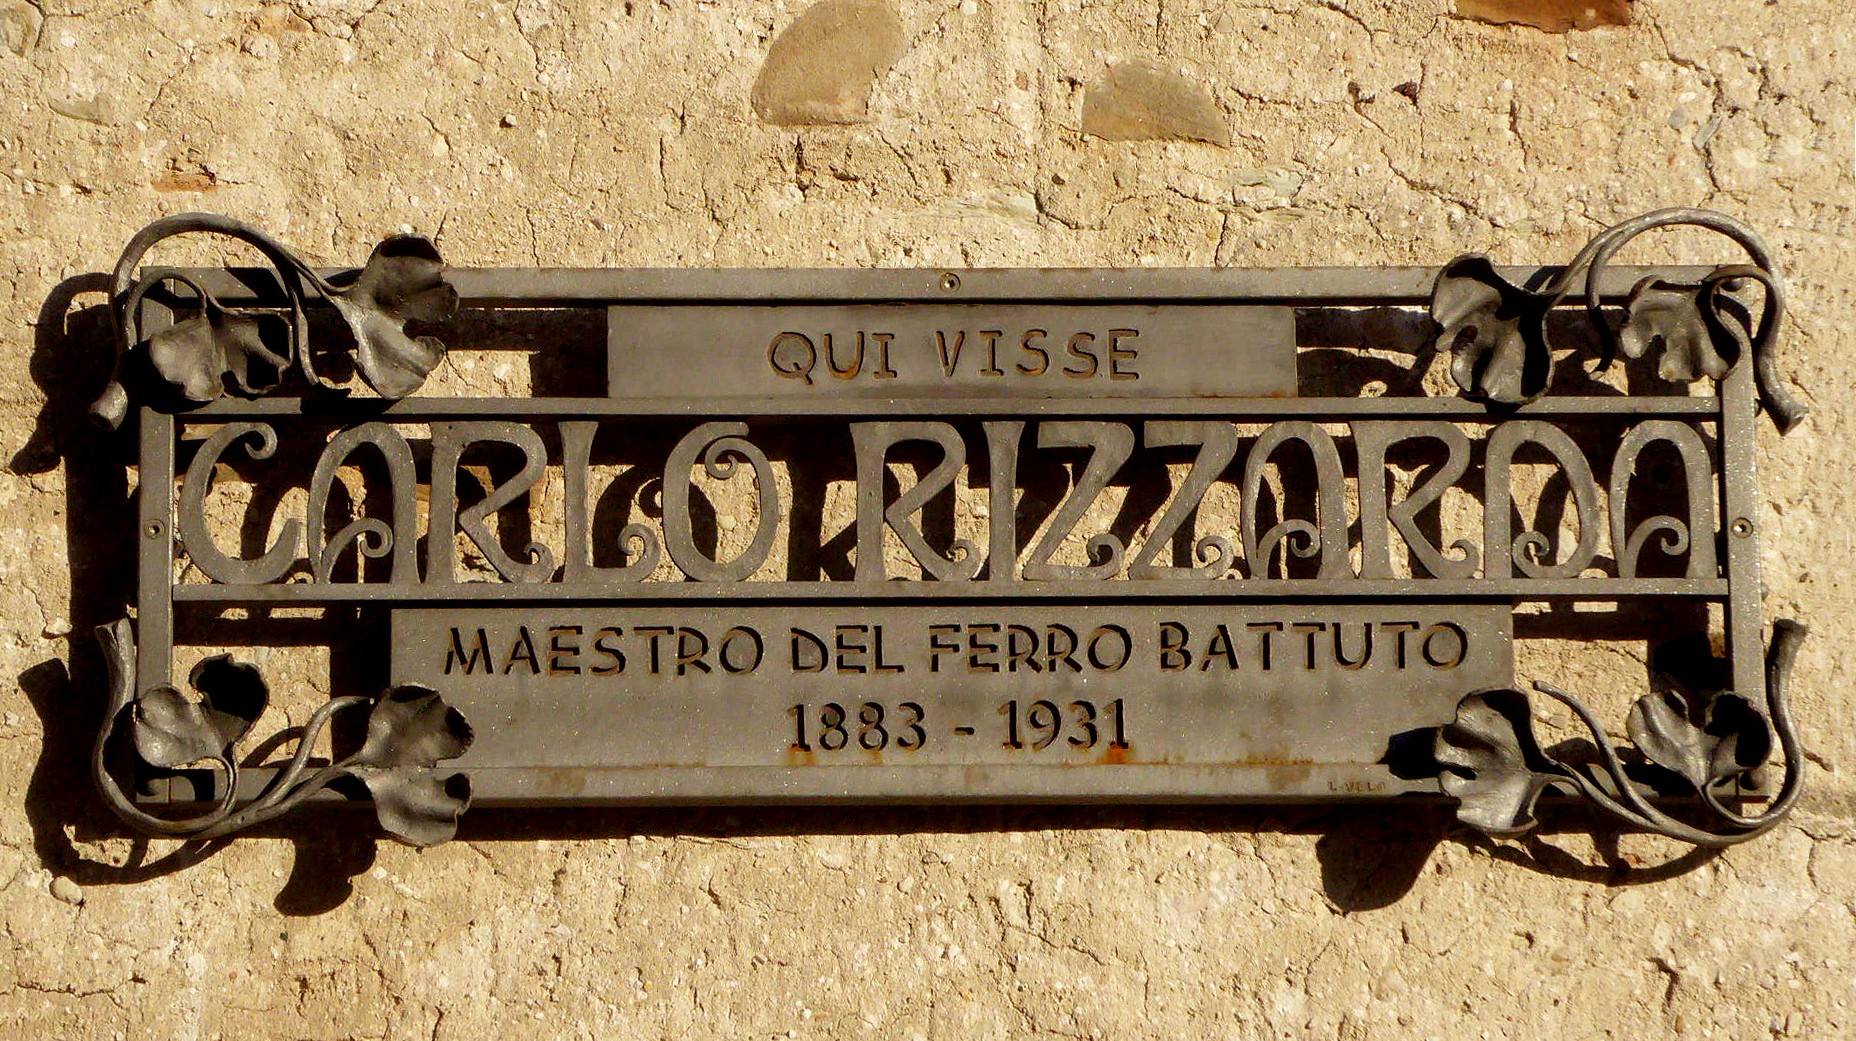 QUI VISSE
CARLO RIZZARDA
MAESTRO DEL FERRO BATTUTO
1883 - 1931